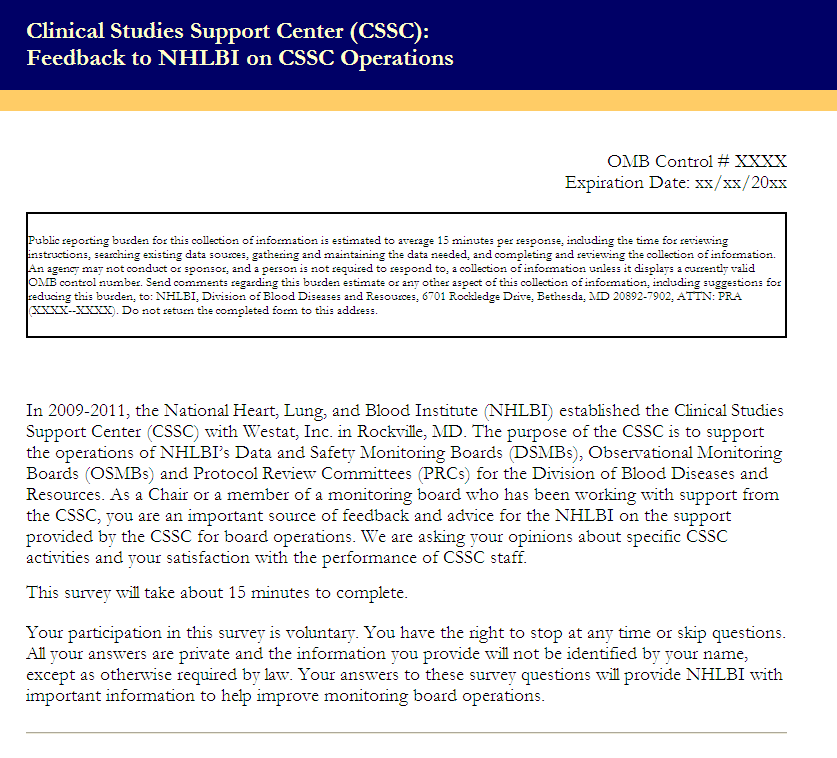 Clinical Studies Support Center (CSSC):
Feedback to NHLBI on CSSC Operations
OMB Control # XXXX
Expiration Date: xx/xx/20xx
Public reporting burden for this collection of information is estimated to average 15 minutes per response, including the time for reviewing
instructions, searching existing data sources, gathering and maintaining the data needed, and completing and reviewing the collection of information.
An agency may not conduct or sponsor, and a person is not required to respond to, a collection of information unless it displays a currently valid
OMB control number. Send comments regarding this burden estimate or any other aspect of this collection of information, including suggestions for
reducing this burden, to: NHLBI, Division of Blood Diseases and Resources, 6701 Rockledge Drive, Bethesda, MD 20892-7902, ATTN: PRA
(XXXX--XXXX). Do not return the completed form to this address.
In 2009-2011, the National Heart, Lung, and Blood Institute (NHLBI) established the Clinical Studies
Support Center (CSSC) with Westat, Inc. in Rockville, MD. The purpose of the CSSC is to support
the operations of NHLBI's Data and Safety Monitoring Boards (DSMBs), Observational Monitoring
Boards (OSMBs) and Protocol Review Committees (PRCs) for the Division of Blood Diseases and
Resources. As a Chair or a member of a monitoring board who has been working with support from
the CSSC, you are an important source of feedback and advice for the NHLBI on the support
provided by the CSSC for board operations. We are asking your opinions about specific CSSC
activities and your satisfaction with the performance of CSSC staff.
This survey will take about 15 minutes to complete.
Your participation in this survey is voluntary. You have the right to stop at any time or skip questions.
All your answers are private and the information you provide will not be identified by your name,
except as otherwise required by law. Your answers to these survey questions will provide NHLBI with
important information to help improve monitoring board operations.